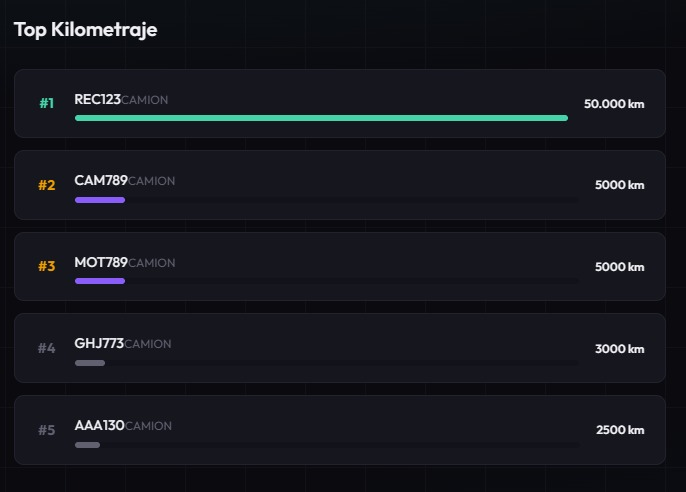 Top Kilometraje
#1 REC123CAMION 50.000 km
#2 CAM789CAMION 5000 km
#3 MOT789CAMION 5000 km
#4 GHJ773CAMION 3000 km
#5 AAA130CAMION 2500 km